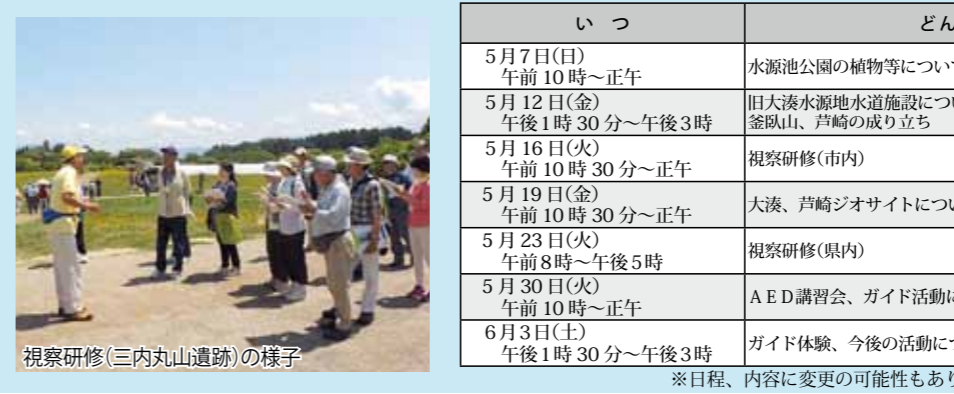 視察研修(三内丸山遺跡)の様子
いつ
どん
5月7日(日)
午前10時〜正午
水源池公園の植物等につい
5月12日(金)
午後1時30分〜午後3時
旧大湊水源地水道施設につ
釜臥山、芦崎の成り立ち
5月16日(火)
午前10時30分〜正午
視察研修(市内)
5月19日(金)
午前10時30分〜正午
大湊、芦崎ジオサイトについ
5月23日(火)
午前8時〜午後5時
視察研修(県内)
5月30日(火)
午前10時〜正午
AED講習会、ガイド活動に
6月3日(土)
午後1時30分〜午後3時
ガイド体験、今後の活動に
※日程、内容に変更の可能性もあり